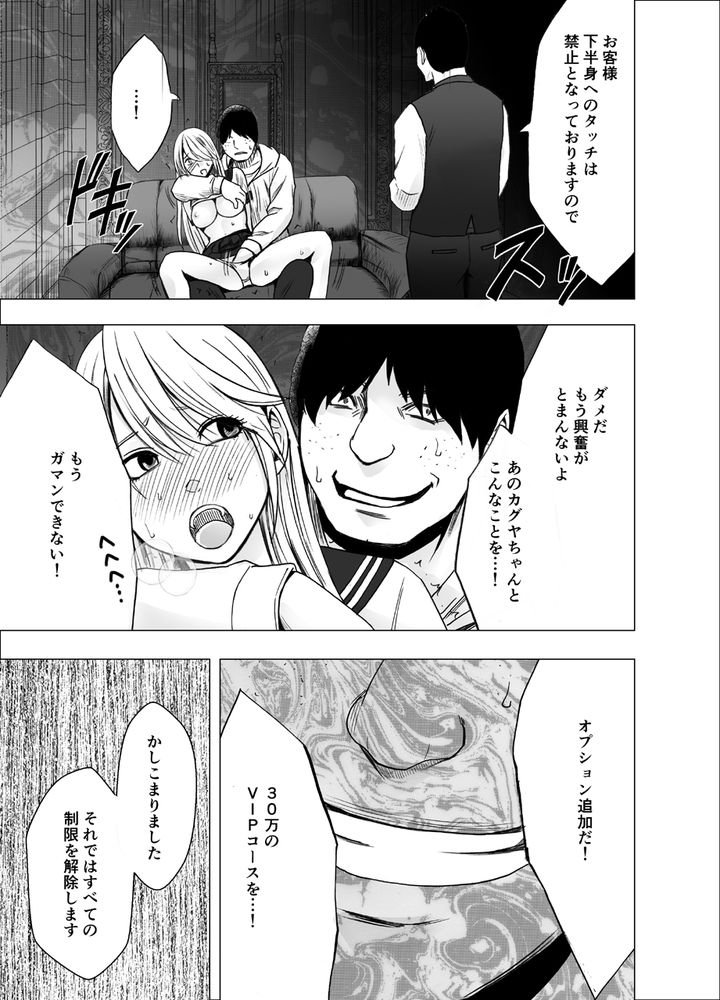 お客様
下半身へのタッチは
禁止となっておりますので
…!
ドキッ
スッ
ダメだ
もう興奮が
とまんないよ
あのカグヤちゃんと
こんなことを…!
もう
ガマンできない!
オプション追加だ!
30万の
VIPコースを…!
かしこまりました
それではすべての
制限を解除します